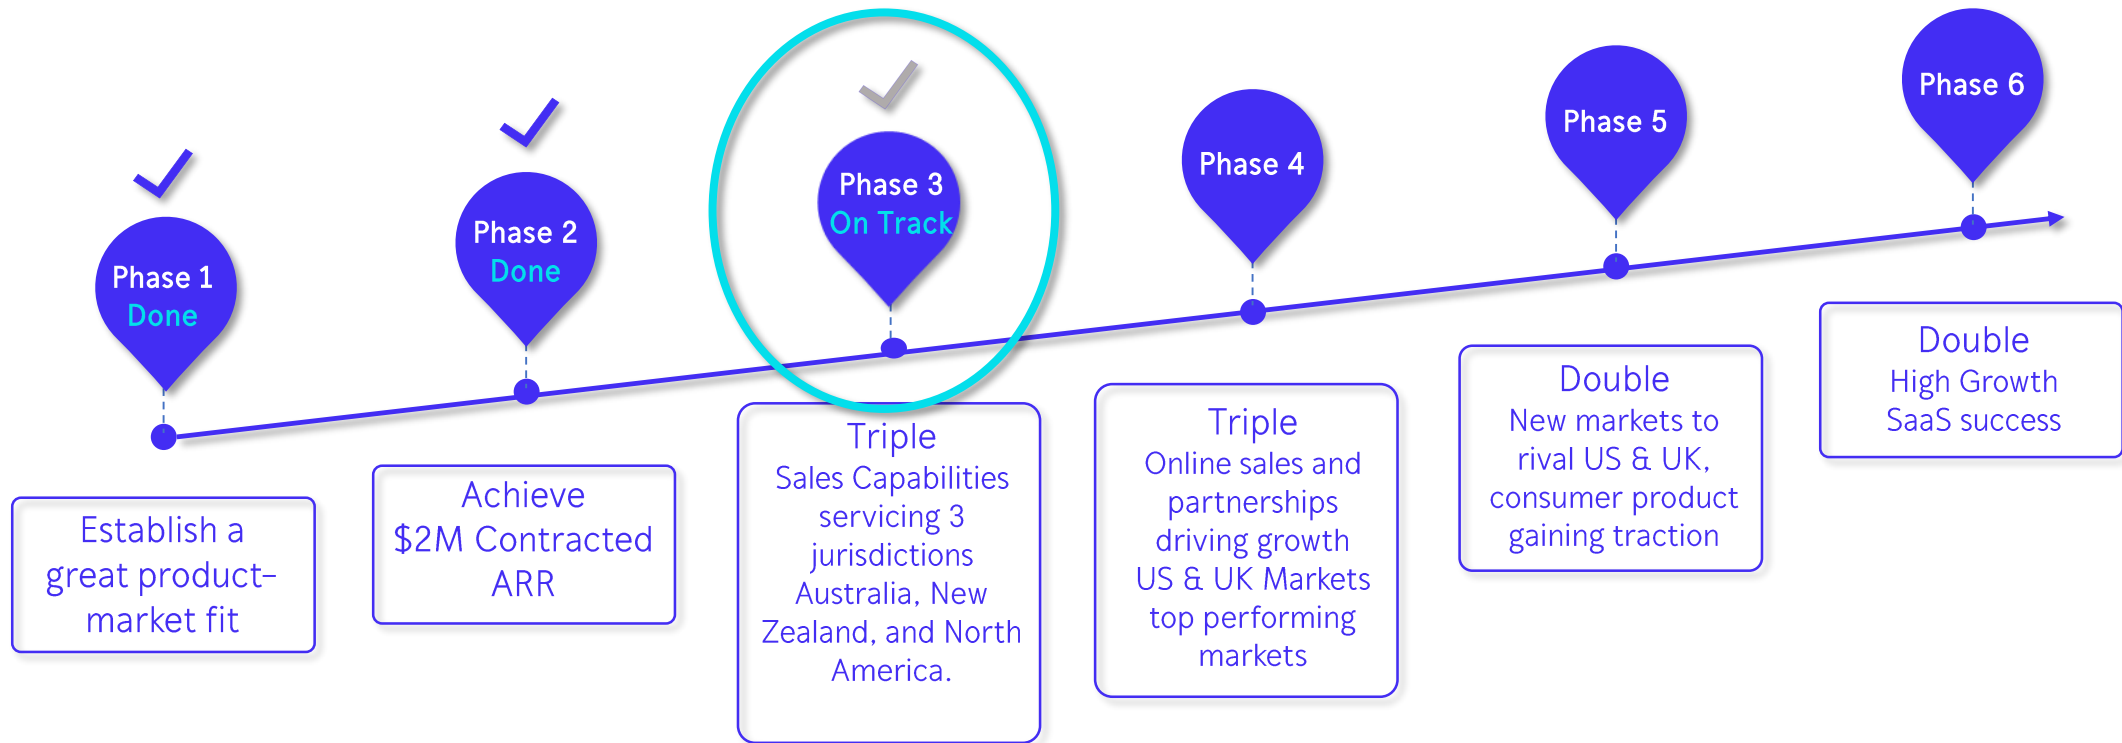 Phase 1
Done
Establish a
great product-
market fit
Phase 2
Done
Achieve
$2M Contracted
ARR
Phase 3
On Track
Triple
Sales Capabilities
servicing 3
jurisdictions
Australia, New
Zealand, and North
America.
Phase 4
Triple
Online sales and
partnerships
driving growth
US & UK Markets
top performing
markets
Phase 5
Double
New markets to
rival US & UK,
consumer product
gaining traction
Phase 6
Double
High Growth
SaaS success